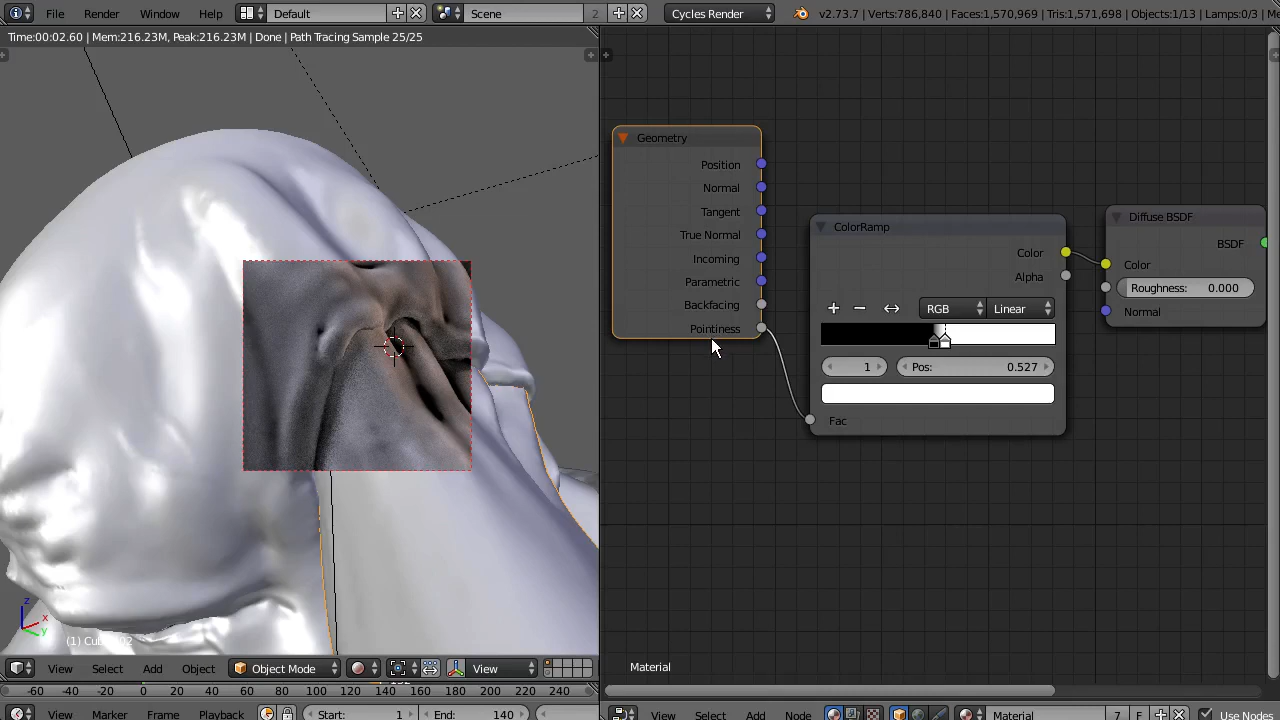 File Render Window Help Default Scene 2 Cycles Render v2.73.7 | Verts:786,840 | Faces:1,570,969 | Tris:1,571,698 | Objects:1/13 | Lamps:0/3 |
Time:00:02.60 | Mem:216.23M, Peak:216.23M | Done | Path Tracing Sample 25/25
Geometry
Position
Normal
Tangent
True Normal
Incoming
Parametric
Backfacing
Pointiness
ColorRamp
Color
Alpha
RGB Linear
1 Pos: 0.527
Fac
Diffuse BSDF
BSDF
Color
Roughness: 0.000
Normal
z
x
y
Material
View Select Add Object Object Mode View
-60 -40 -20 0 20 40 60 80 100 120 140 160 180 200 220 240
View Marker Frame Playback Start: 1 End: 140
View Select Add Node Material 7 F Use Nodes